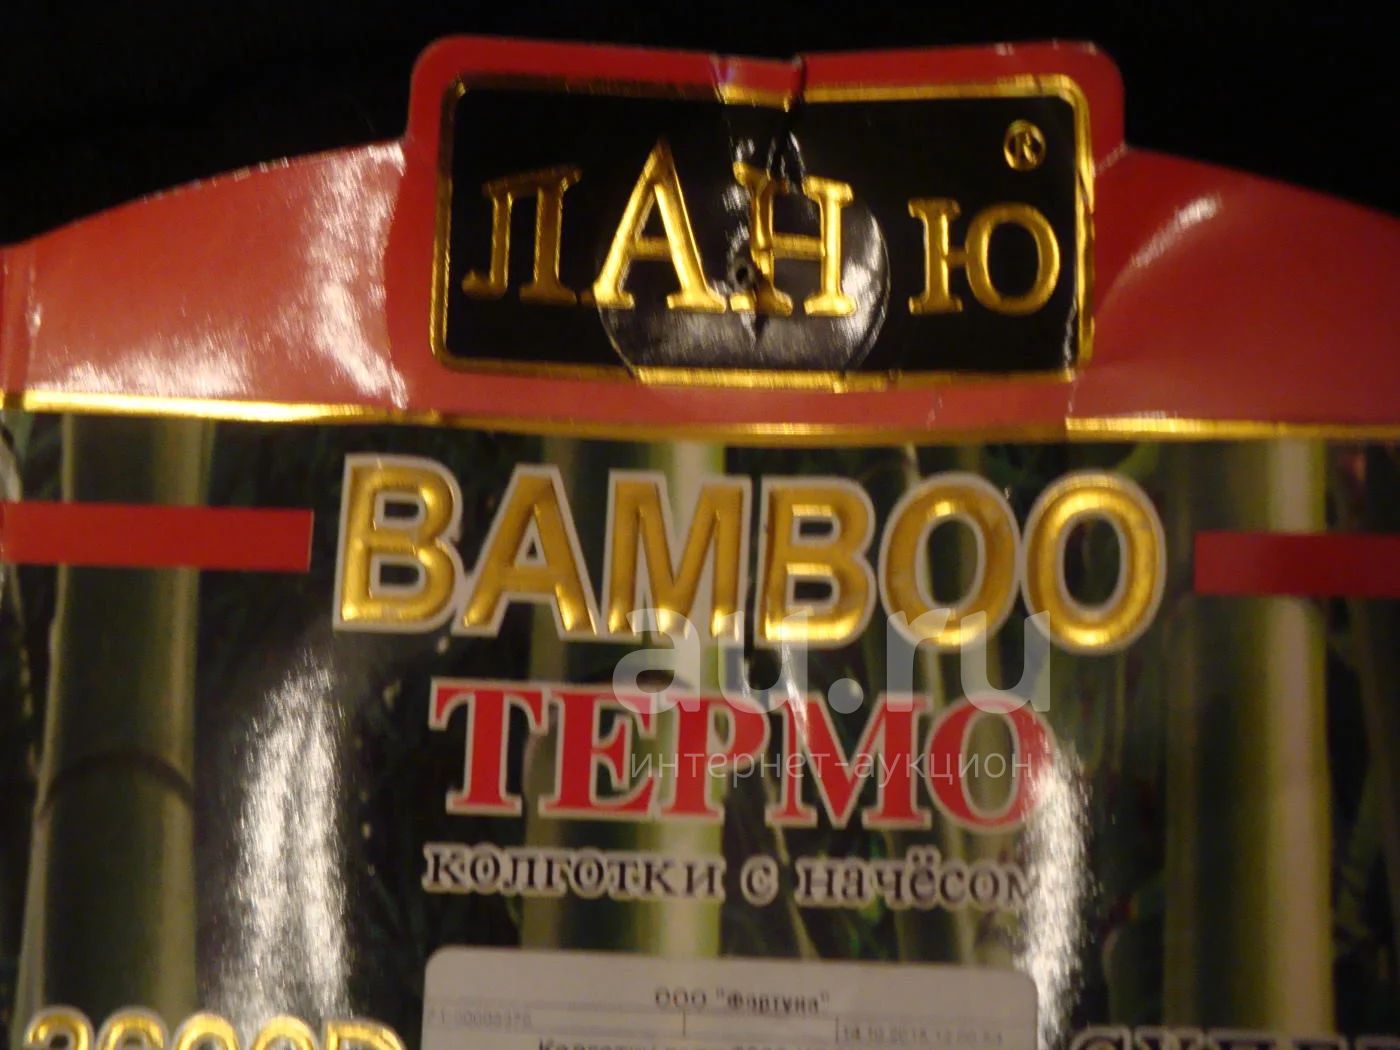 ЛАНЮ®
BAMBOO
ТЕРМО
колготки с начёсом
au.ru
интернет-аукцион
ООО "Фортуна"